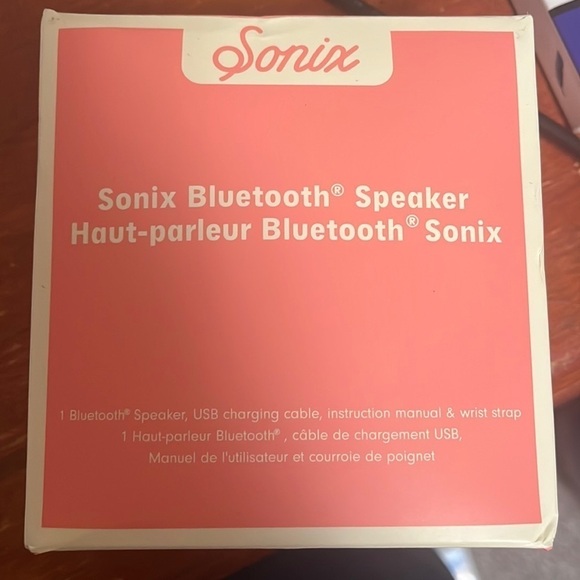 Sonix
Sonix Bluetooth® Speaker
Haut-parleur Bluetooth® Sonix
1 Bluetooth® Speaker, USB charging cable, instruction manual & wrist strap
1 Haut-parleur Bluetooth® , câble de chargement USB,
Manuel de l'utilisateur et courroie de poignet